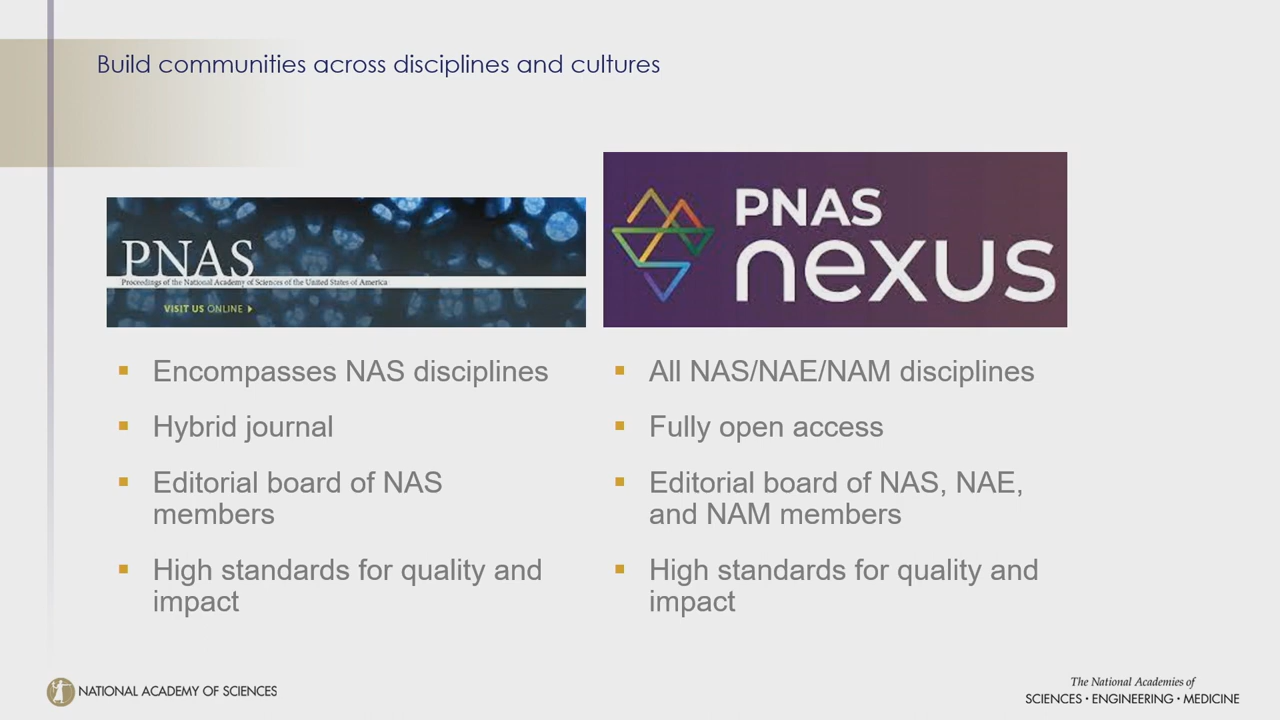 Build communities across disciplines and cultures
PNAS
Proceedings of the National Academy of Sciences of the United States of America
VISIT US ONLINE
PNAS
nexus
▪ Encompasses NAS disciplines
▪ Hybrid journal
▪ Editorial board of NAS
members
▪ High standards for quality and
impact
▪ All NAS/NAE/NAM disciplines
▪ Fully open access
▪ Editorial board of NAS, NAE,
and NAM members
▪ High standards for quality and
impact
NATIONAL ACADEMY OF SCIENCES
The National Academies of
SCIENCES · ENGINEERING · MEDICINE